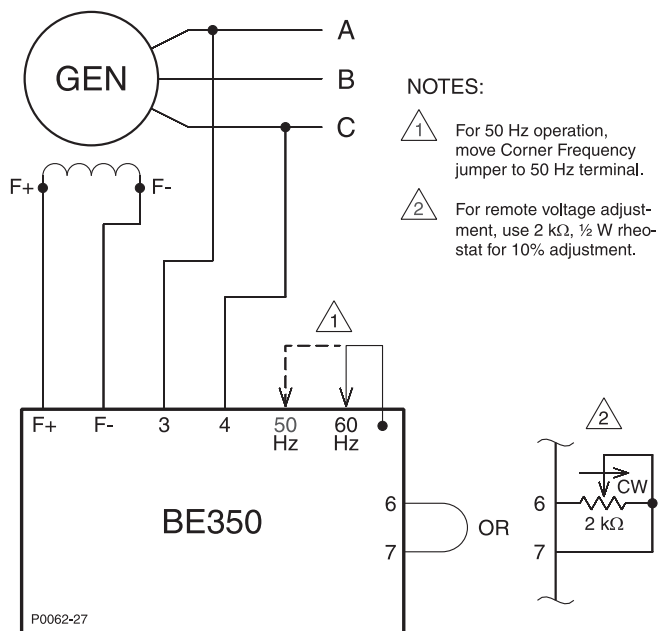 GEN
A
B
C
F+
F-
NOTES:
1
For 50 Hz operation,
move Corner Frequency
jumper to 50 Hz terminal.
2
For remote voltage adjust-
ment, use 2 kΩ, ½ W rheo-
stat for 10% adjustment.
1
F+
F-
3
4
50
Hz
60
Hz
BE350
6
7
OR
2
6
7
CW
2 kΩ
P0062-27